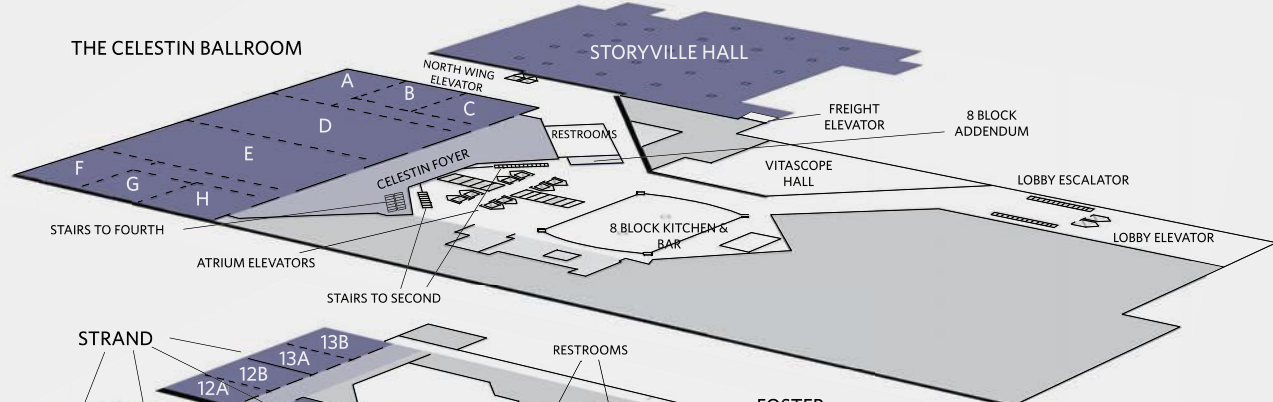 THE CELESTIN BALLROOM
STORYVILLE HALL
NORTH WING
ELEVATOR
A
B
C
D
E
F
G
H
CELESTIN FOYER
RESTROOMS
FREIGHT
ELEVATOR
8 BLOCK
ADDENDUM
VITASCOPE
HALL
LOBBY ESCALATOR
LOBBY ELEVATOR
8 BLOCK KITCHEN &
BAR
STAIRS TO FOURTH
ATRIUM ELEVATORS
STAIRS TO SECOND
STRAND
13B
13A
12B
12A
RESTROOMS
FOSTER